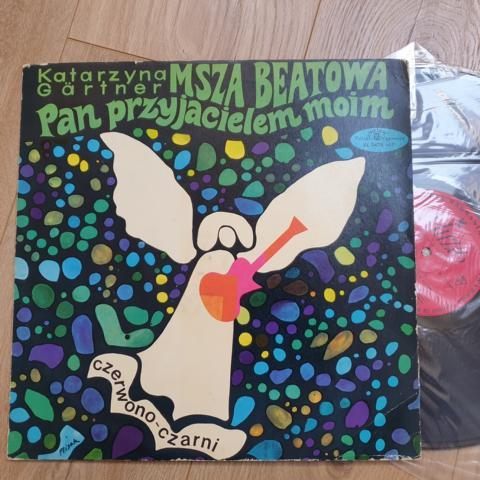 Katarzyna
Gärtner
MSZA BEATOWA
Pan przyjacielem moim
czerwono-czarni